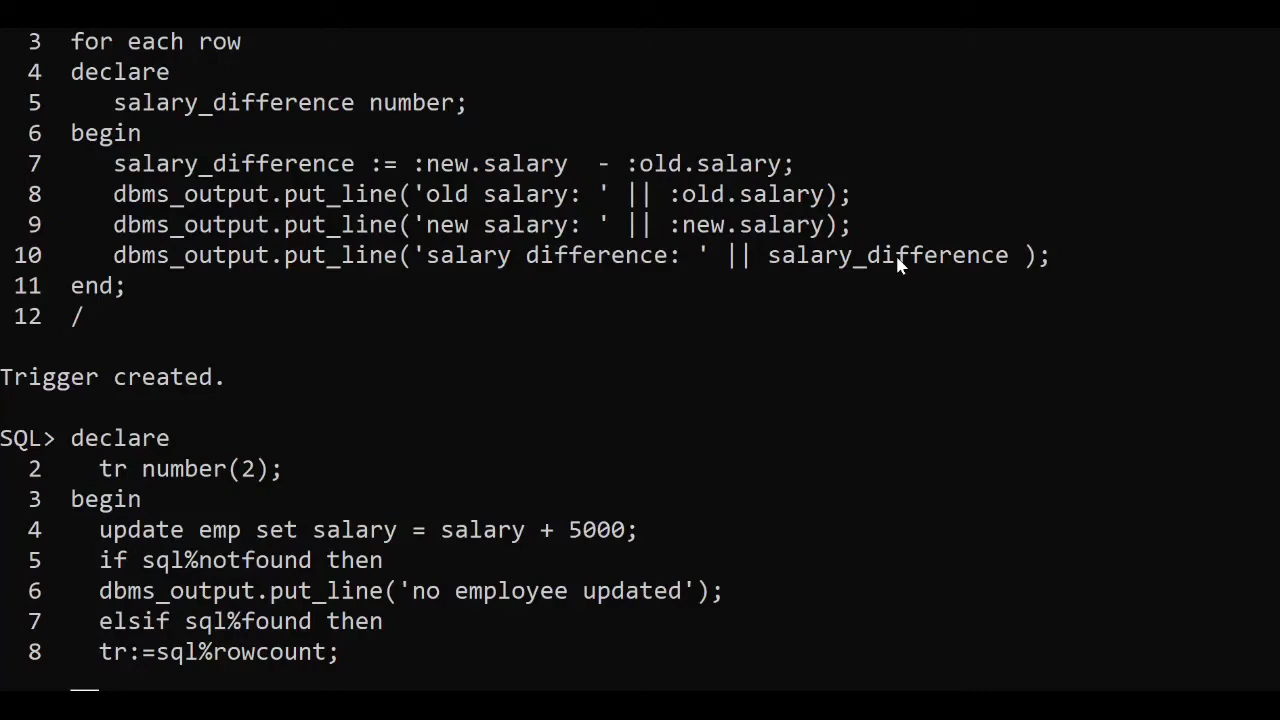 3 for each row
4 declare
5 salary_difference number;
6 begin
7 salary_difference := :new.salary - :old.salary;
8 dbms_output.put_line('old salary: ' || :old.salary);
9 dbms_output.put_line('new salary: ' || :new.salary);
10 dbms_output.put_line('salary difference: ' || salary_difference );
11 end;
12 /
Trigger created.
SQL> declare
2 tr number(2);
3 begin
4 update emp set salary = salary + 5000;
5 if sql%notfound then
6 dbms_output.put_line('no employee updated');
7 elsif sql%found then
8 tr:=sql%rowcount;